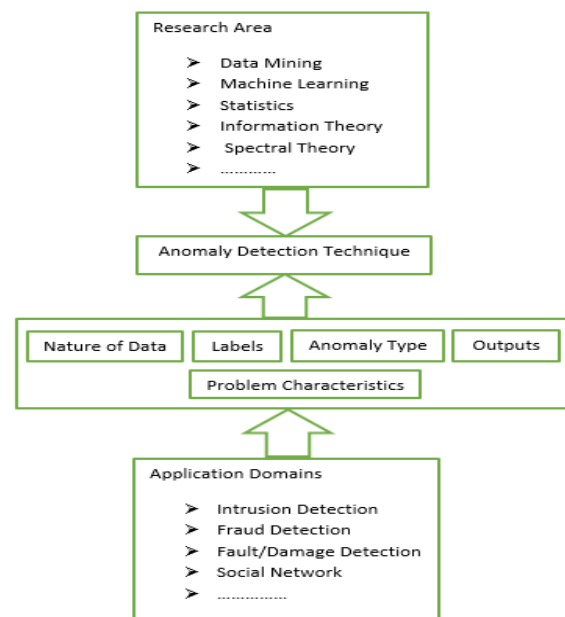 Research Area
➤ Data Mining
➤ Machine Learning
➤ Statistics
➤ Information Theory
➤ Spectral Theory
➤ …………
Anomaly Detection Technique
Nature of Data Labels Anomaly Type Outputs
Problem Characteristics
Application Domains
➤ Intrusion Detection
➤ Fraud Detection
➤ Fault/Damage Detection
➤ Social Network
➤ ……………